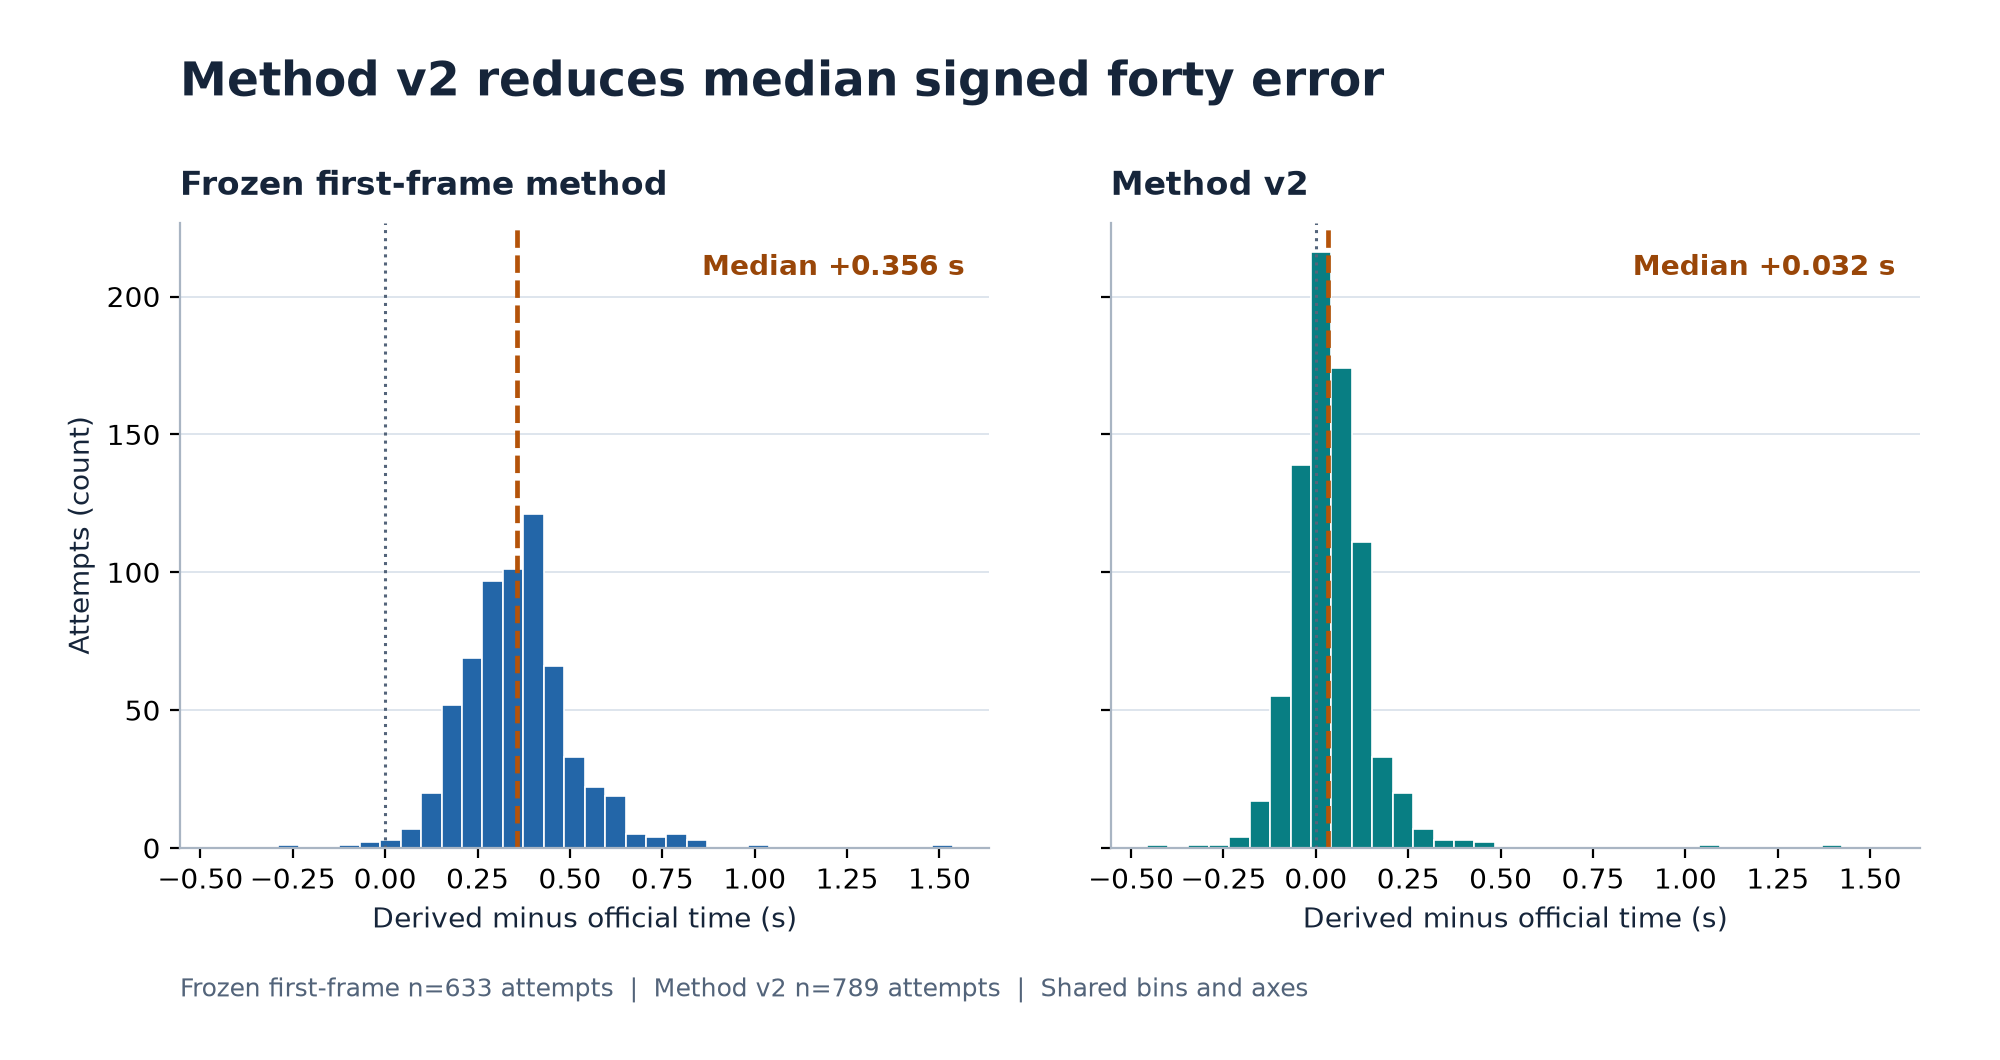 Method v2 reduces median signed forty error
Frozen first-frame method
Median +0.356 s
Attempts (count)
200
150
100
50
0
−0.50 −0.25 0.00 0.25 0.50 0.75 1.00 1.25 1.50
Derived minus official time (s)
Method v2
Median +0.032 s
−0.50 −0.25 0.00 0.25 0.50 0.75 1.00 1.25 1.50
Derived minus official time (s)
Frozen first-frame n=633 attempts | Method v2 n=789 attempts | Shared bins and axes